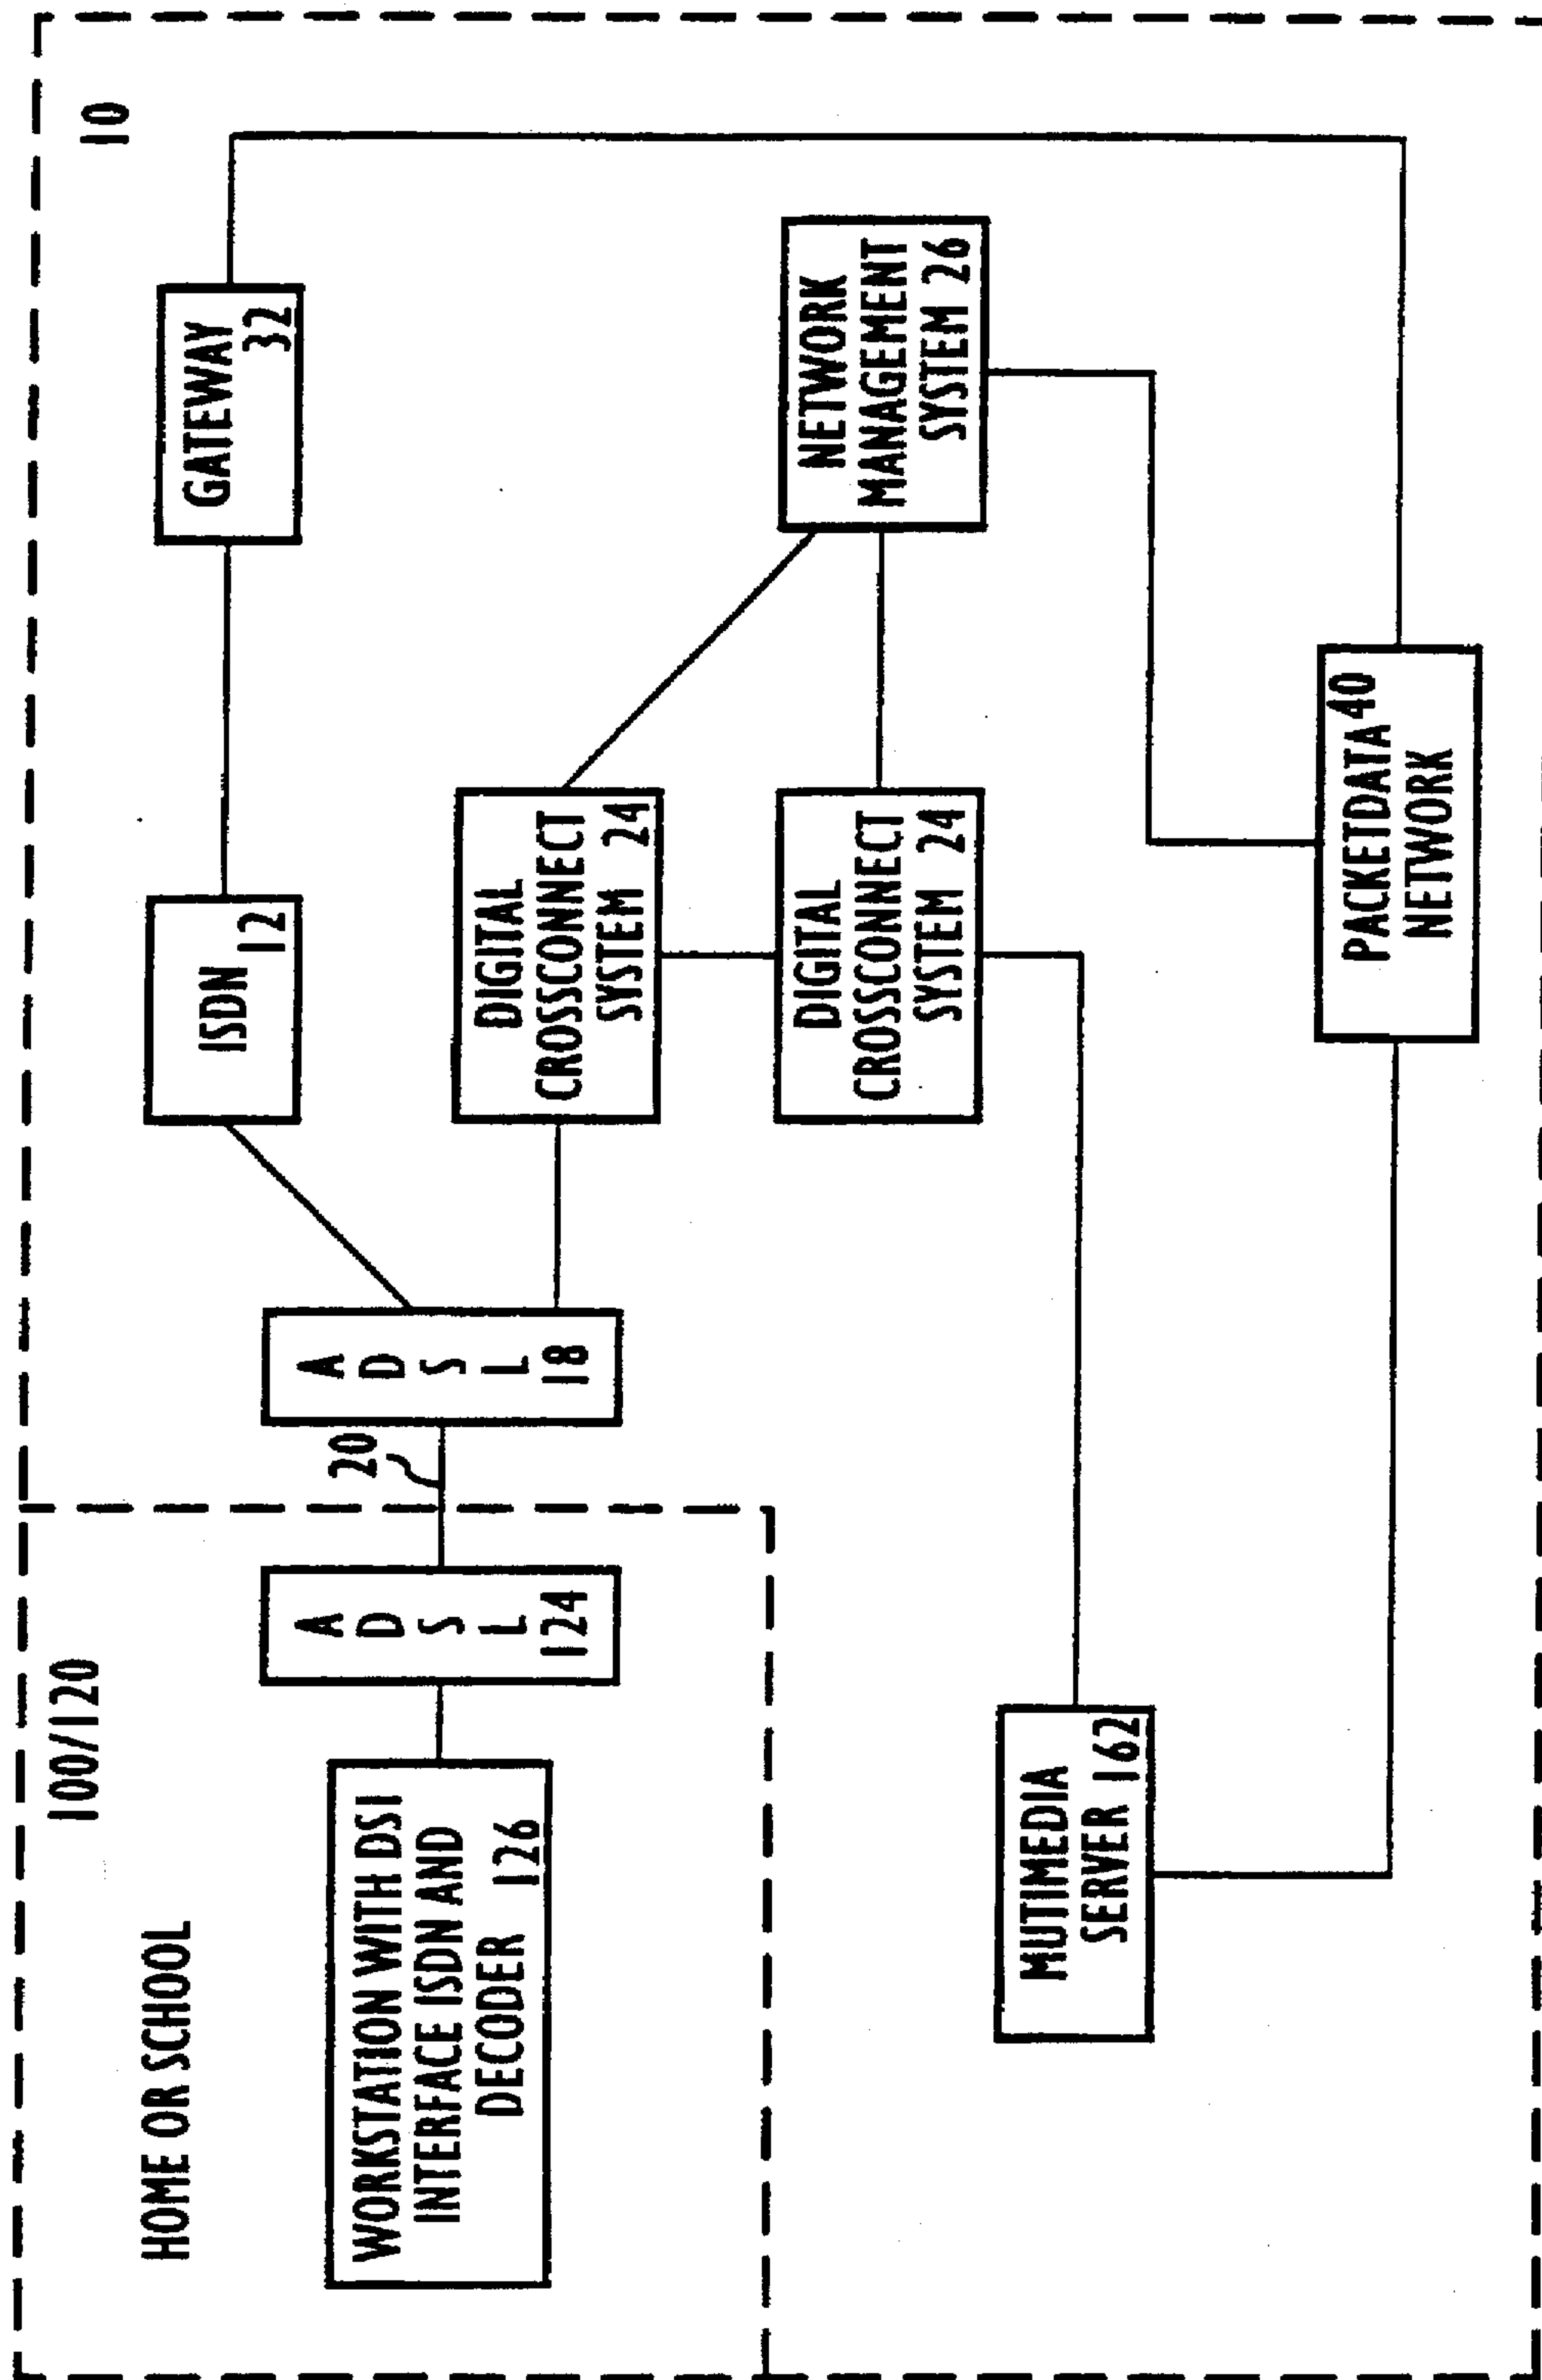 HOME OR SCHOOL
100/120
WORKSTATION WITH DS1
INTERFACE ISDN AND
DECODER 126
A
D
S
L
124
20
A
D
S
L
18
ISDN
12
GATEWAY
32
10
DIGITAL
CROSSCONNECT
SYSTEM 24
DIGITAL
CROSSCONNECT
SYSTEM 24
NETWORK
MANAGEMENT
SYSTEM 26
MUTIMEDIA
SERVER 162
PACKETDATA 40
NETWORK